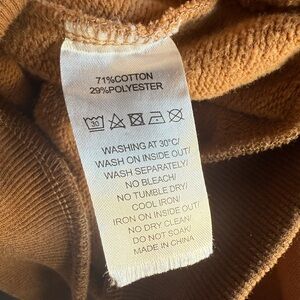 71%COTTON
29%POLYESTER
30
WASHING AT 30°C/
WASH ON INSIDE OUT/
WASH SEPARATELY/
NO BLEACH/
NO TUMBLE DRY/
COOL IRON/
IRON ON INSIDE OUT/
NO DRY CLEAN/
DO NOT SOAK/
MADE IN CHINA